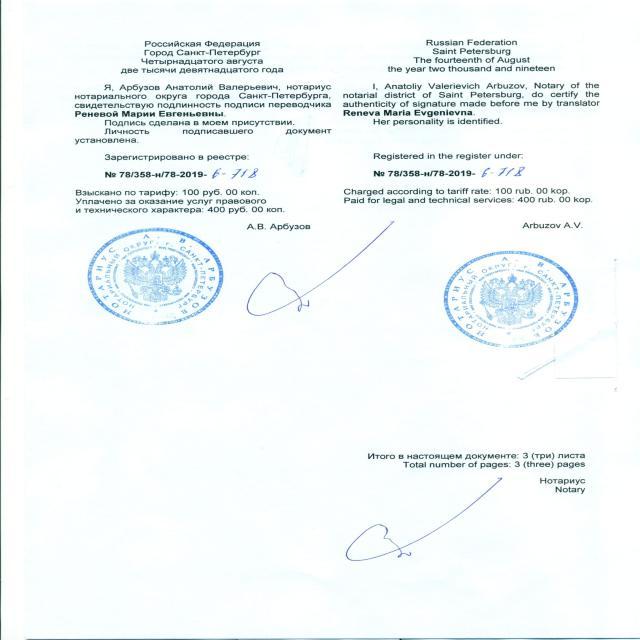 Российская Федерация
Город Санкт-Петербург
Четырнадцатого августа
две тысячи девятнадцатого года
Я, Арбузов Анатолий Валерьевич, нотариус
нотариального округа города Санкт-Петербурга,
свидетельствую подлинность подписи переводчика
Реневой Марии Евгеньевны.
Подпись сделана в моем присутствии.
Личность подписавшего документ
установлена.
Зарегистрировано в реестре:
№ 78/358-н/78-2019- 6-718
Взыскано по тарифу: 100 руб. 00 коп.
Уплачено за оказание услуг правового
и технического характера: 400 руб. 00 коп.
А.В. Арбузов
НОТАРИУС А. В. АРБУЗОВ
НОТАРИАЛЬНЫЙ ОКРУГ: Г. САНКТ-ПЕТЕРБУРГ
Russian Federation
Saint Petersburg
The fourteenth of August
the year two thousand and nineteen
I, Anatoliy Valerievich Arbuzov, Notary of the
notarial district of Saint Petersburg, do certify the
authenticity of signature made before me by translator
Reneva Maria Evgenievna.
Her personality is identified.
Registered in the register under:
№ 78/358-н/78-2019- 6-718
Charged according to tariff rate: 100 rub. 00 kop.
Paid for legal and technical services: 400 rub. 00 kop.
Arbuzov A.V.
НОТАРИУС А. В. АРБУЗОВ
НОТАРИАЛЬНЫЙ ОКРУГ: Г. САНКТ-ПЕТЕРБУРГ
Итого в настоящем документе: 3 (три) листа
Total number of pages: 3 (three) pages
Нотариус
Notary